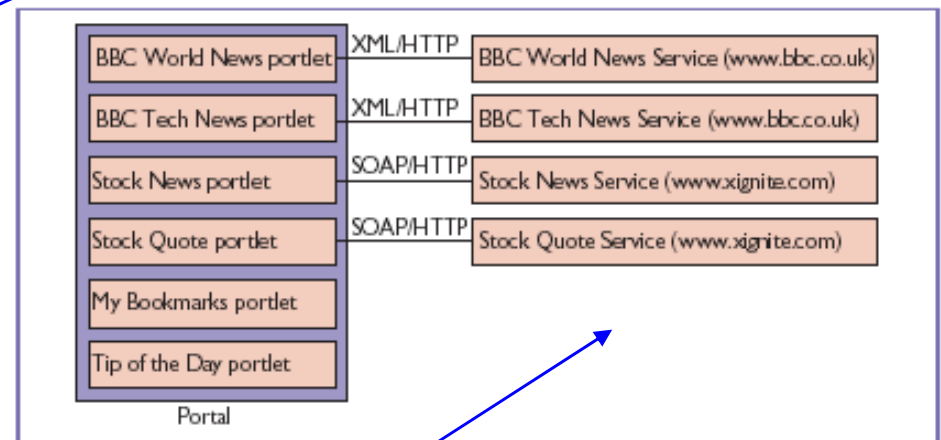 BBC World News portlet XML/HTTP BBC World News Service (www.bbc.co.uk)
BBC Tech News portlet XML/HTTP BBC Tech News Service (www.bbc.co.uk)
Stock News portlet SOAP/HTTP Stock News Service (www.xignite.com)
Stock Quote portlet SOAP/HTTP Stock Quote Service (www.xignite.com)
My Bookmarks portlet
Tip of the Day portlet
Portal